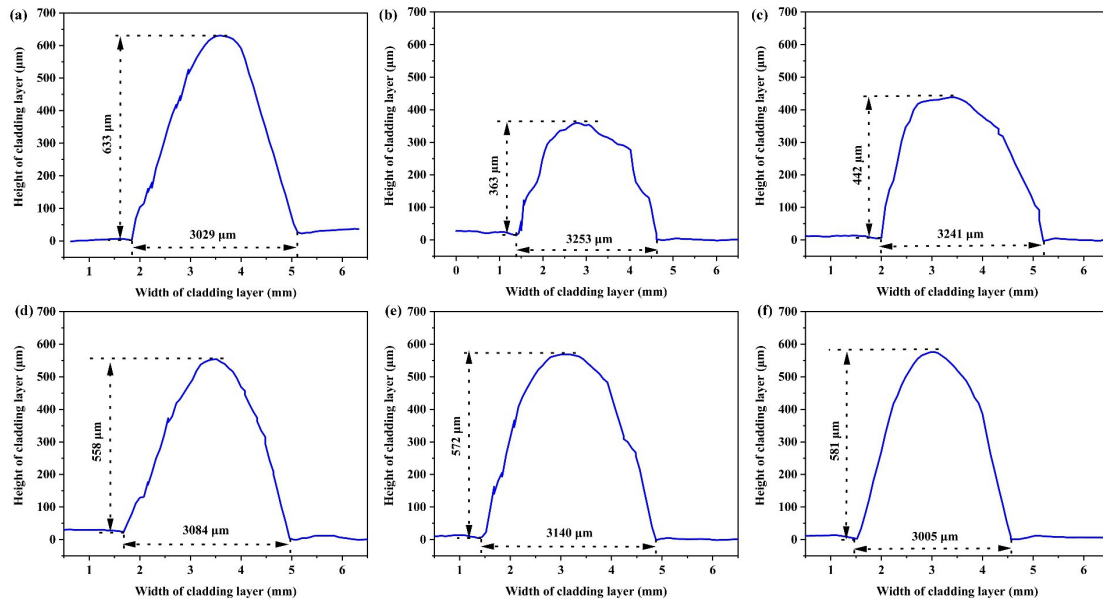 (a)
Height of cladding layer (μm)
700
600
500
400
300
200
100
0
633 μm
3029 μm
1 2 3 4 5 6
Width of cladding layer (mm)
(b)
Height of cladding layer (μm)
700
600
500
400
300
200
100
0
363 μm
3253 μm
0 1 2 3 4 5 6
Width of cladding layer (mm)
(c)
Height of cladding layer (μm)
700
600
500
400
300
200
100
0
442 μm
3241 μm
1 2 3 4 5 6
Width of cladding layer (mm)
(d)
Height of cladding layer (μm)
700
600
500
400
300
200
100
0
558 μm
3084 μm
1 2 3 4 5 6
Width of cladding layer (mm)
(e)
Height of cladding layer (μm)
700
600
500
400
300
200
100
0
572 μm
3140 μm
1 2 3 4 5 6
Width of cladding layer (mm)
(f)
Height of cladding layer (μm)
700
600
500
400
300
200
100
0
581 μm
3005 μm
1 2 3 4 5 6
Width of cladding layer (mm)